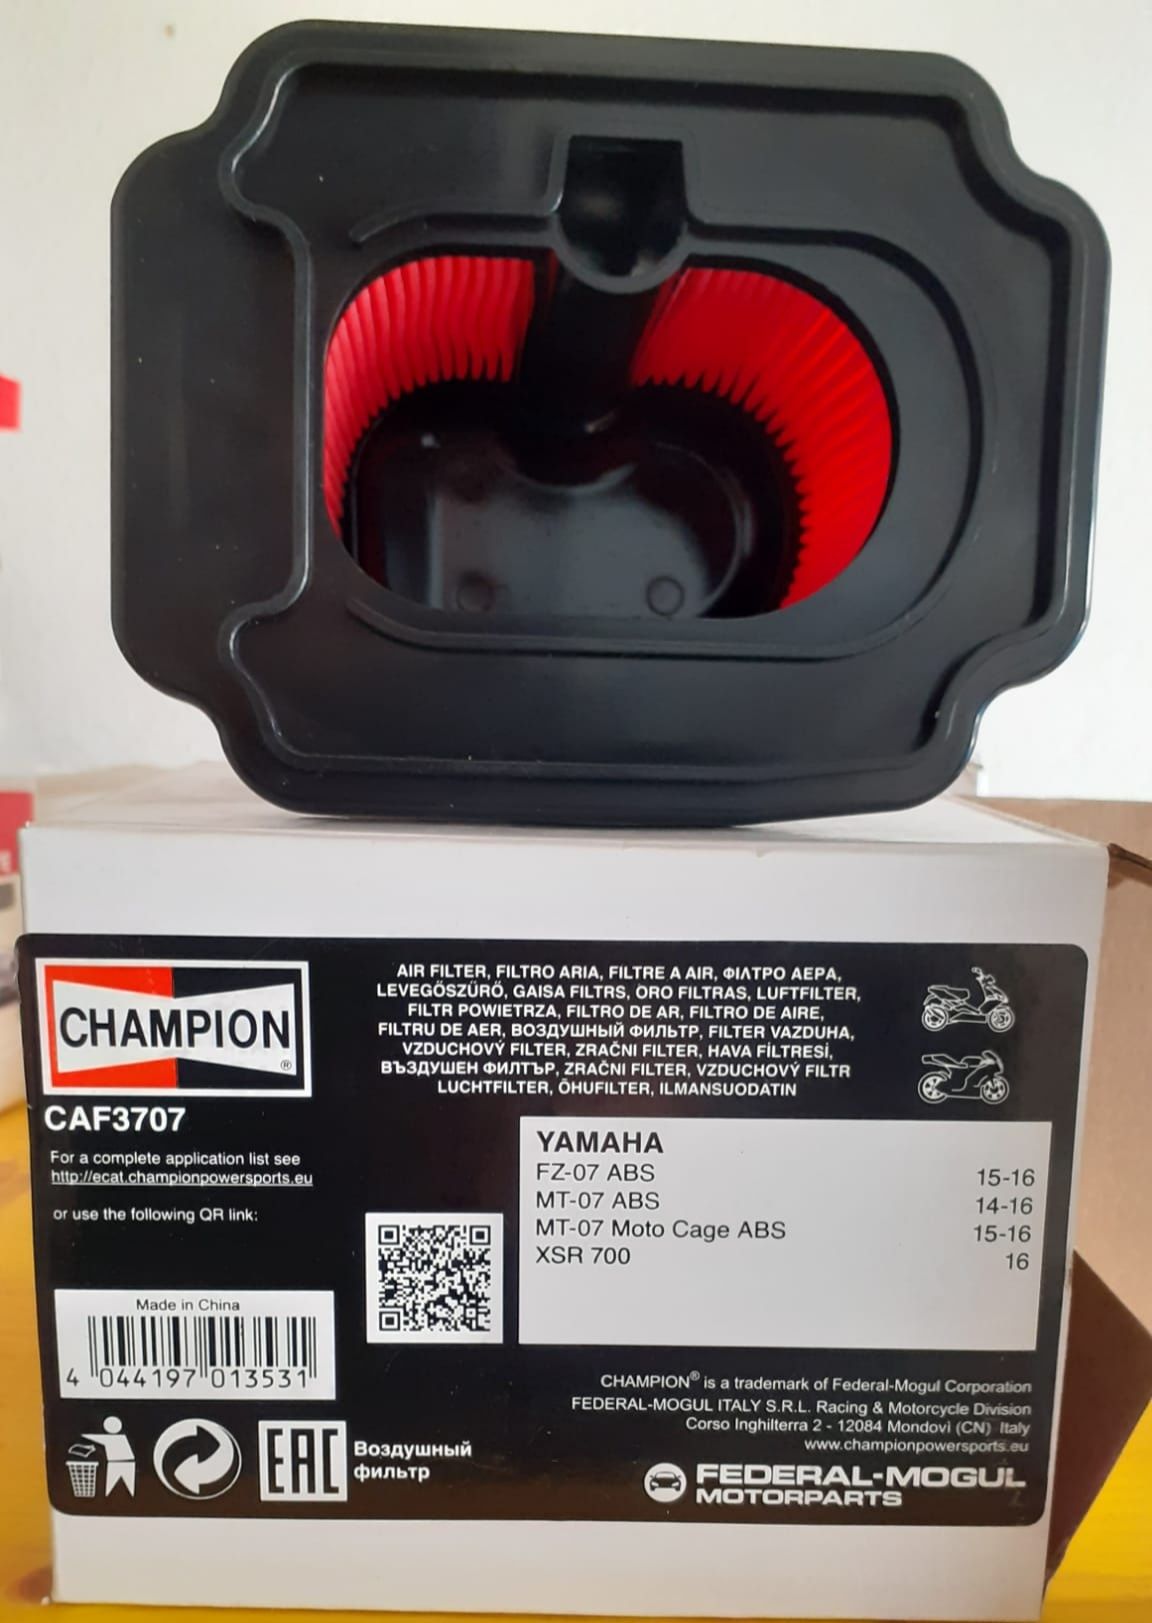 CHAMPION®
CAF3707
For a complete application list see
http://ecat.championpowersports.eu
or use the following QR link:
AIR FILTER, FILTRO ARIA, FILTRE A AIR, ΦΙΛΤΡΟ ΑΕΡΑ,
LEVEGŐSZŰRŐ, GAISA FILTRS, ORO FILTRAS, LUFTFILTER,
FILTR POWIETRZA, FILTRO DE AR, FILTRO DE AIRE,
FILTRU DE AER, ВОЗДУШНЫЙ ФИЛЬТР, FILTER VAZDUHA,
VZDUCHOVÝ FILTER, ZRAČNI FILTER, HAVA FİLTRESİ,
ВЪЗДУШЕН ФИЛТЪР, ZRAČNI FILTER, VZDUCHOVÝ FILTR
LUCHTFILTER, ÕHUFILTER, ILMANSUODATIN
YAMAHA
FZ-07 ABS 15-16
MT-07 ABS 14-16
MT-07 Moto Cage ABS 15-16
XSR 700 16
Made in China
4 044197 013531
CHAMPION® is a trademark of Federal-Mogul Corporation
FEDERAL-MOGUL ITALY S.R.L. Racing & Motorcycle Division
Corso Inghilterra 2 - 12084 Mondovì (CN) Italy
www.championpowersports.eu
EAC
Воздушный
фильтр
FEDERAL-MOGUL
MOTORPARTS